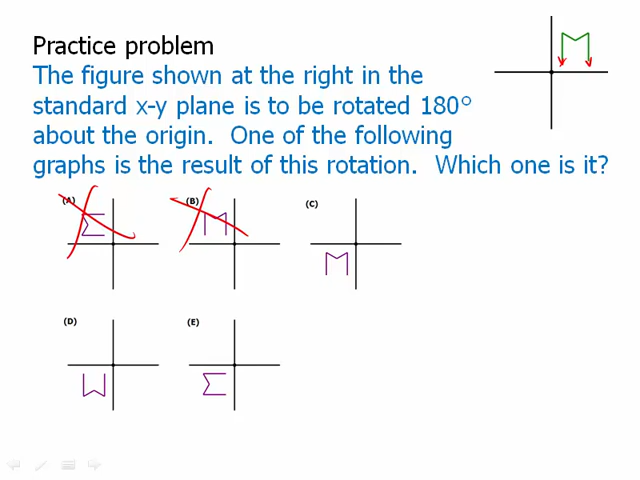 Practice problem
The figure shown at the right in the
standard x-y plane is to be rotated 180°
about the origin.  One of the following
graphs is the result of this rotation.  Which one is it?
(A) (B) (C)
(D) (E)